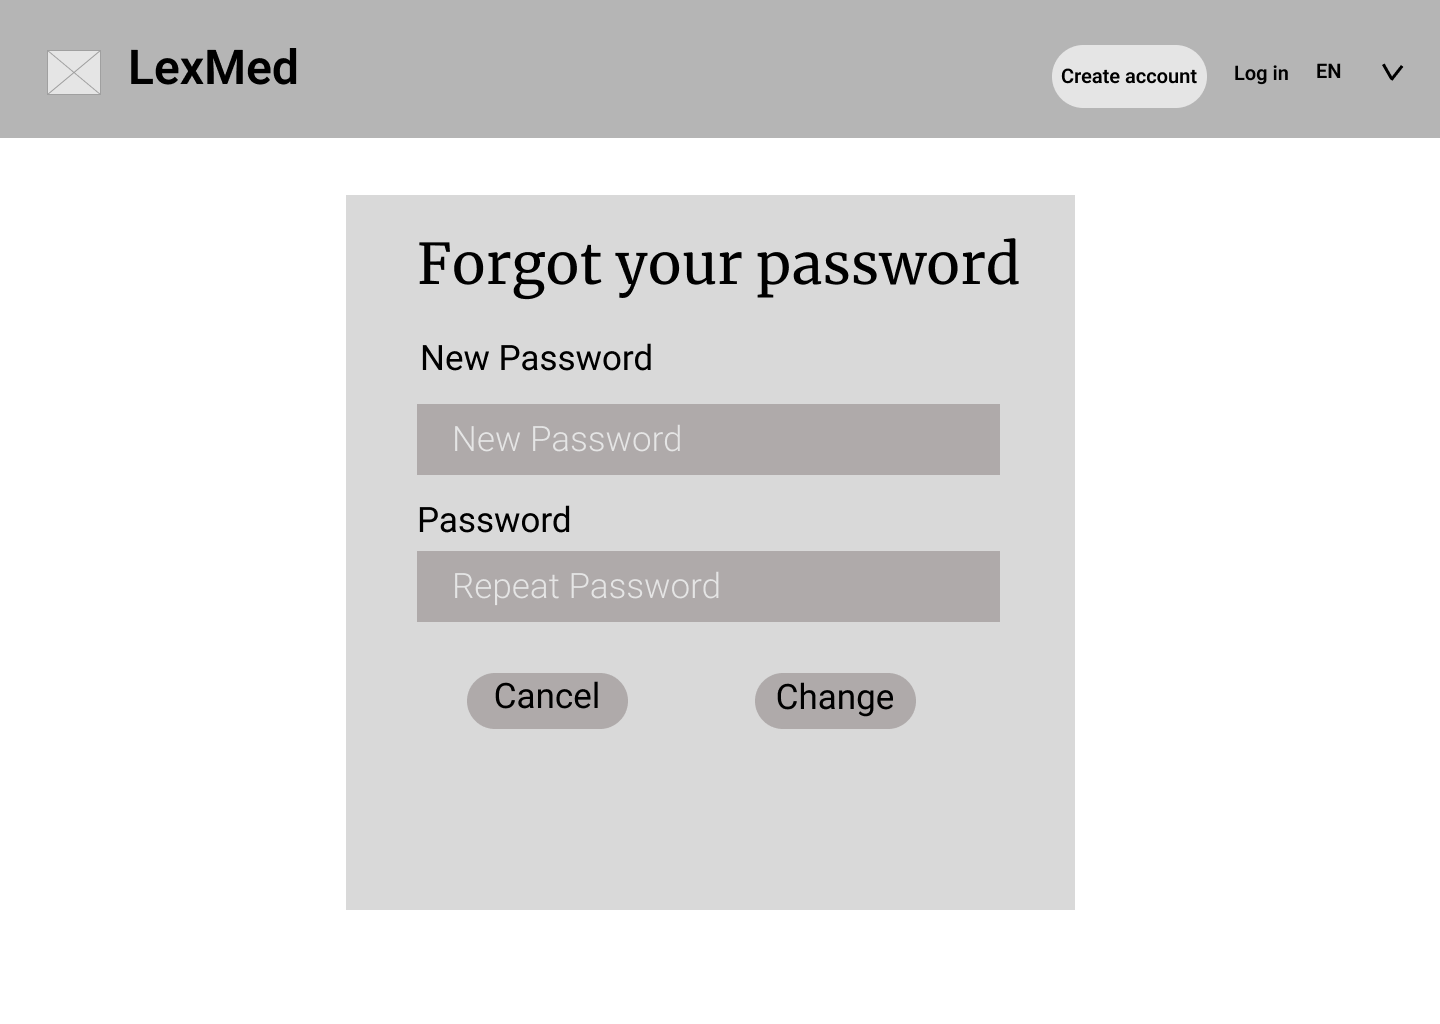 LexMed
Create account
Log in
EN
Forgot your password
New Password
New Password
Password
Repeat Password
Cancel
Change